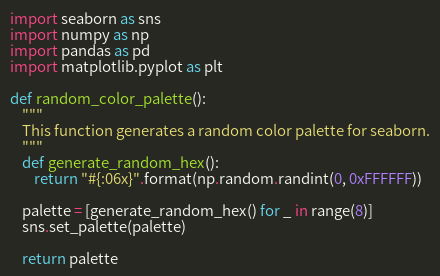 import seaborn as sns
import numpy as np
import pandas as pd
import matplotlib.pyplot as plt

def random_color_palette():
    """
    This function generates a random color palette for seaborn.
    """
    def generate_random_hex():
        return "#{:06x}".format(np.random.randint(0, 0xFFFFFF))

    palette = [generate_random_hex() for _ in range(8)]
    sns.set_palette(palette)

    return palette